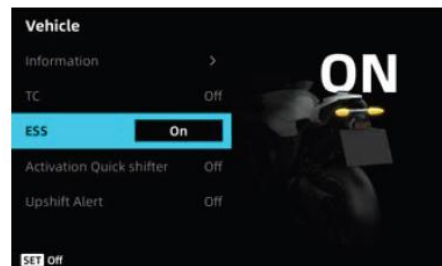 Vehicle
Information >
TC Off
ON
ESS On
Activation Quick shifter Off
Upshift Alert Off
SET Off